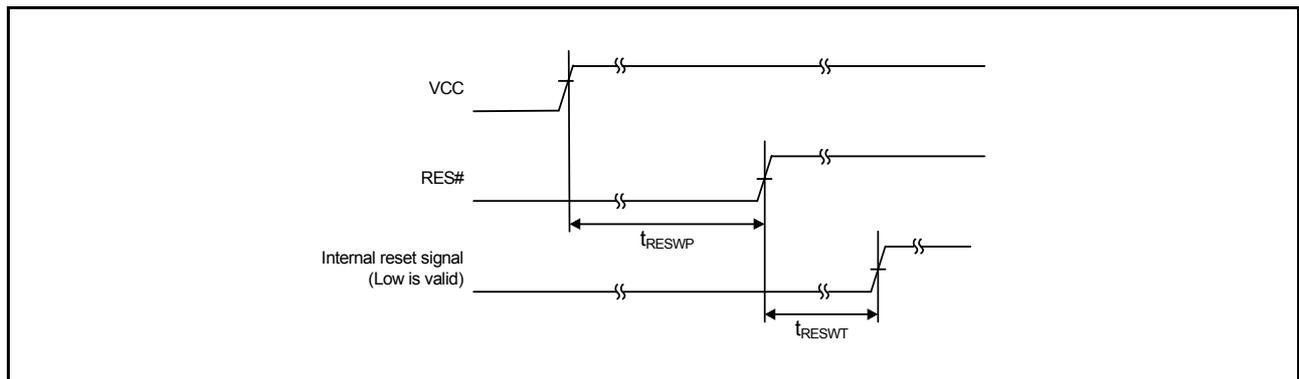 VCC
RES#
tRESWP
Internal reset signal
(Low is valid)
tRESWT